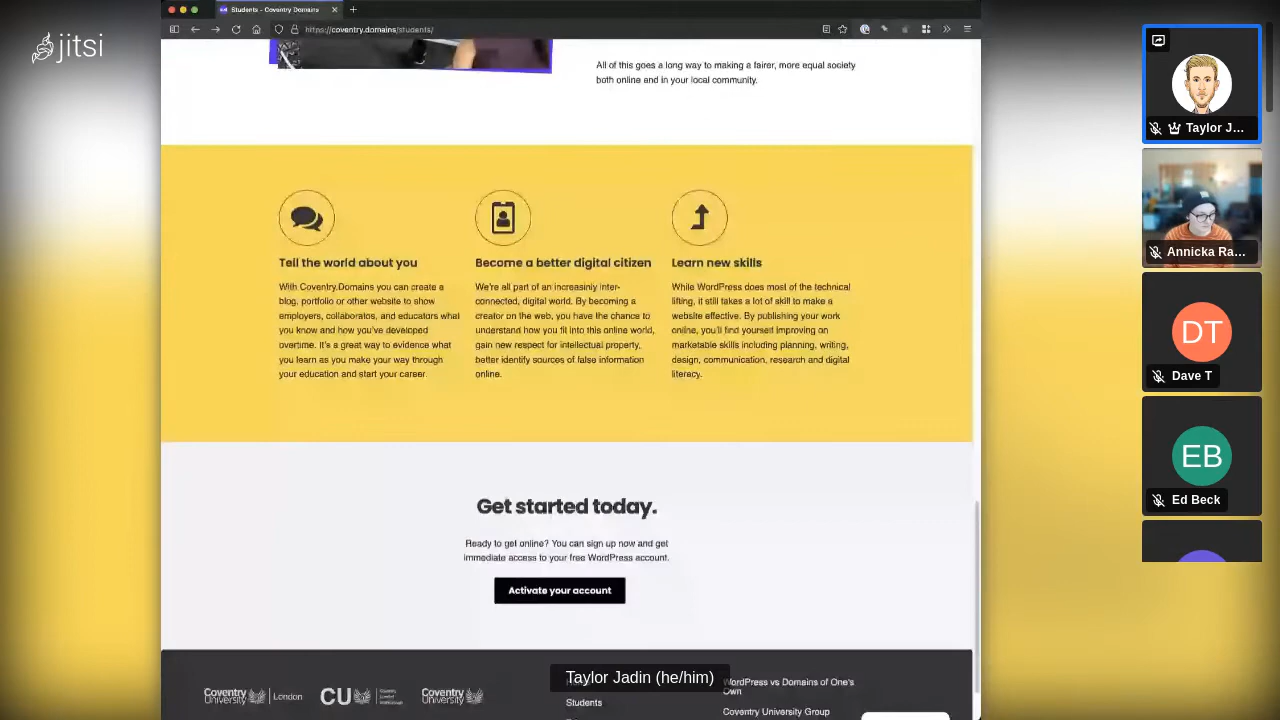 Students - Coventry Domains
https://coventry.domains/students/
jitsi
All of this goes a long way to making a fairer, more equal society
both online and in your local community.
Tell the world about you
With Coventry.Domains you can create a
blog, portfolio or other website to show
employers, collaborators, and educators what
you know and how you've developed
overtime. It's a great way to evidence what
you learn as you make your way through
your education and start your career.
Become a better digital citizen
We're all part of an increasinly inter-
connected, digital world. By becoming a
creator on the web, you have the chance to
understand how you fit into this online world,
gain new respect for intellectual property,
better identify sources of false information
online.
Learn new skills
While WordPress does most of the technical
lifting, it still takes a lot of skill to make a
website effective. By publishing your work
online, you'll find yourself improving on
marketable skills including planning, writing,
design, communication, research and digital
literacy.
Get started today.
Ready to get online? You can sign up now and get
immediate access to your free WordPress account.
Activate your account
Coventry University London
CU Coventry
Coventry University
Taylor Jadin (he/him)
Students
WordPress vs Domains of One's
Own
Coventry University Group
Taylor J...
Annicka Ra...
DT
Dave T
EB
Ed Beck